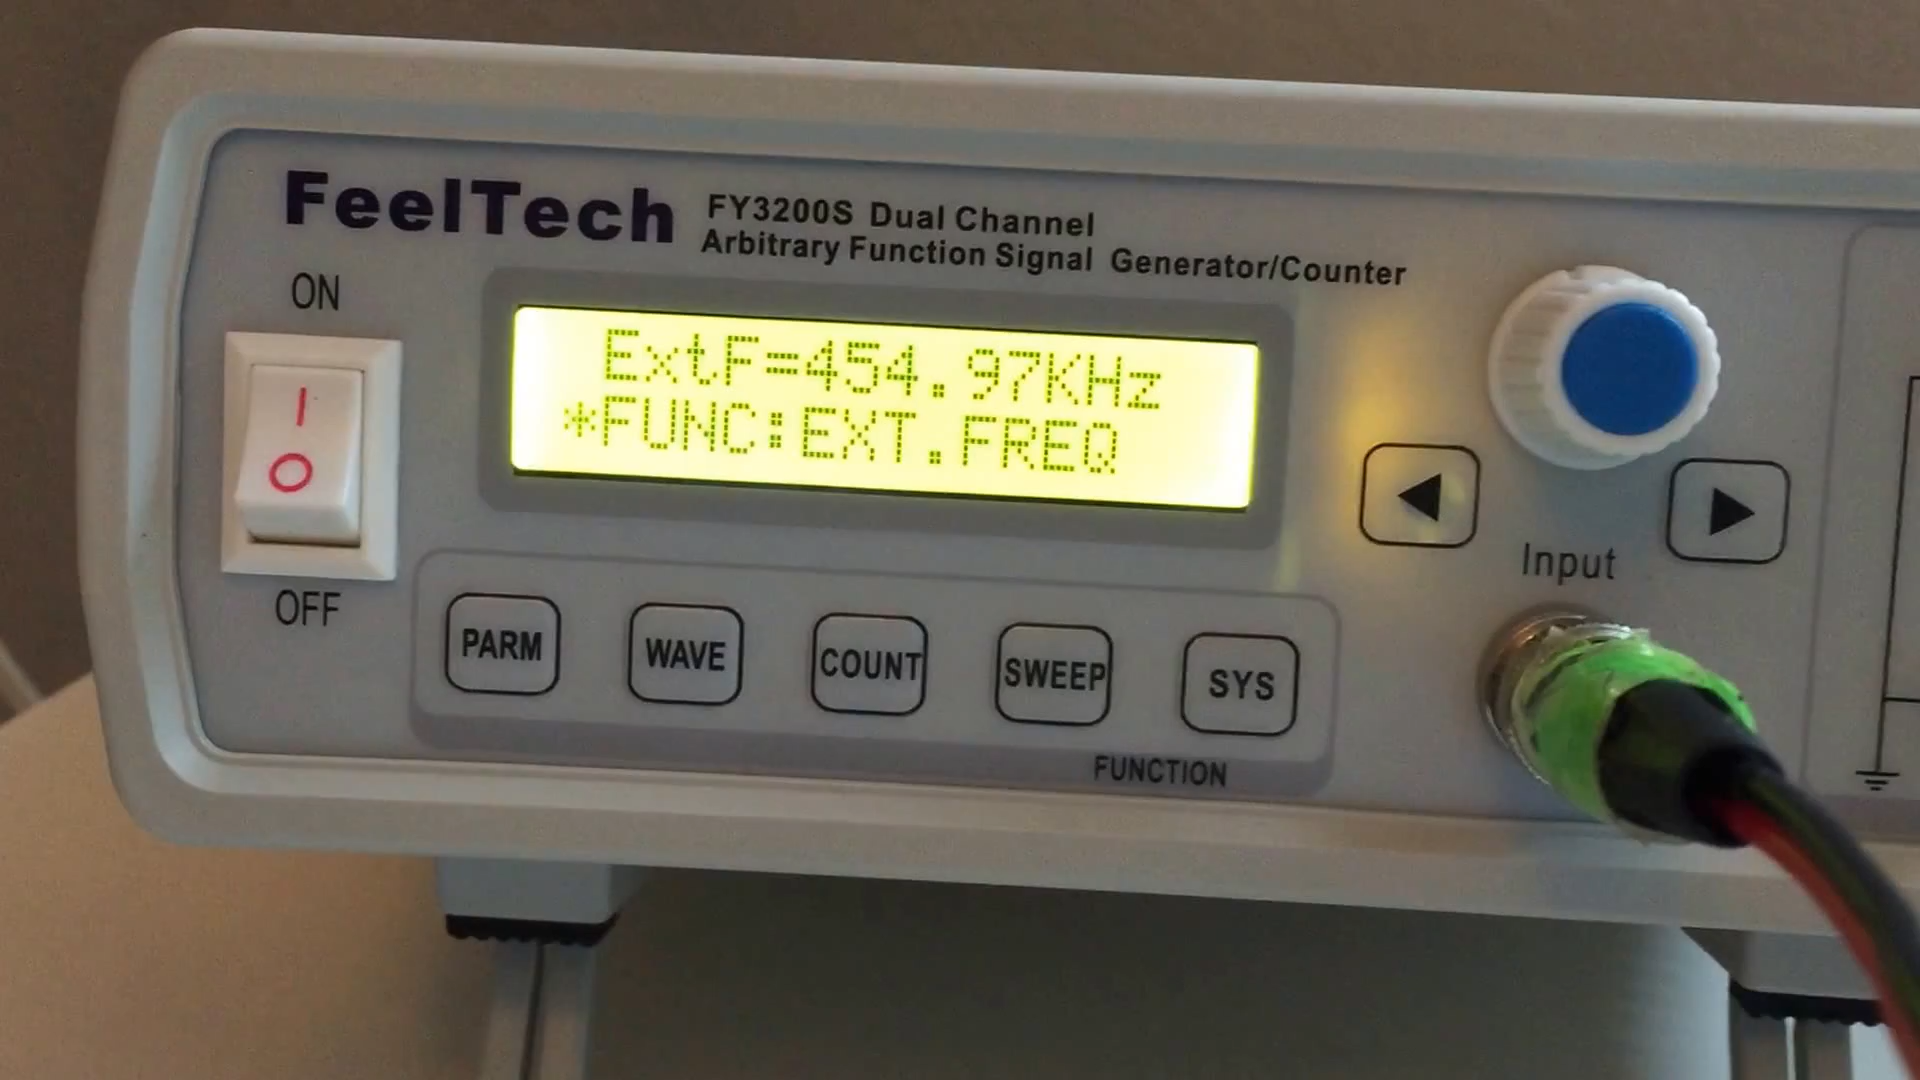 FeelTech
FY3200S Dual Channel
Arbitrary Function Signal Generator/Counter
ON
ExtF=454.97KHz
*FUNC:EXT.FREQ
OFF
Input
PARM
WAVE
COUNT
SWEEP
SYS
FUNCTION